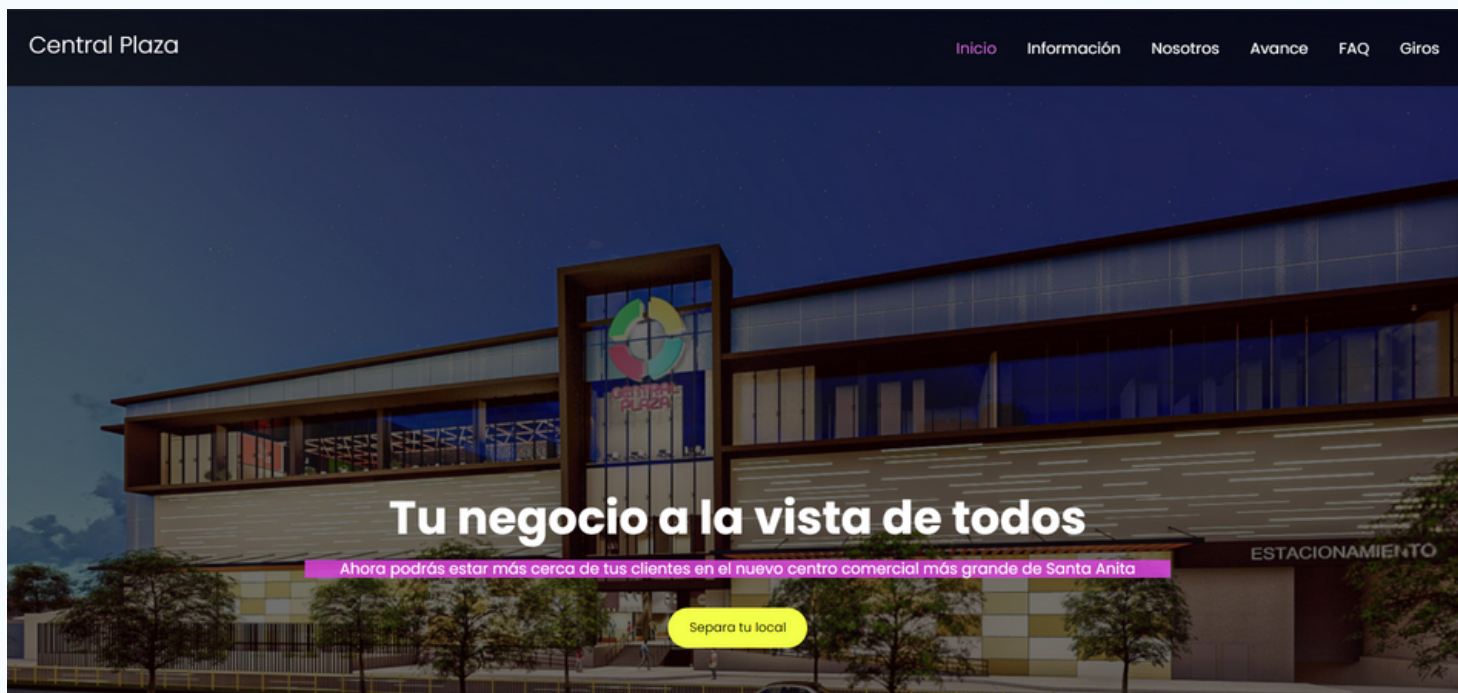 Central Plaza
Inicio Información Nosotros Avance FAQ Giros
CENTRAL
PLAZA
Tu negocio a la vista de todos
ESTACIONAMIENTO
Ahora podrás estar más cerca de tus clientes en el nuevo centro comercial más grande de Santa Anita
Separa tu local